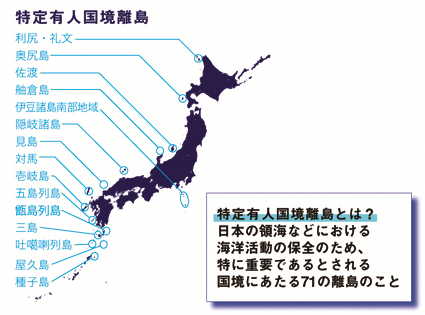 特定有人国境離島
利尻・礼文
奥尻島
佐渡
舳倉島
伊豆諸島南部地域
隠岐諸島
見島
対馬
壱岐島
五島列島
甑島列島
三島
吐噶喇列島
屋久島
種子島
特定有人国境離島とは？
日本の領海などにおける
海洋活動の保全のため、
特に重要であるとされる
国境にあたる71の離島のこと